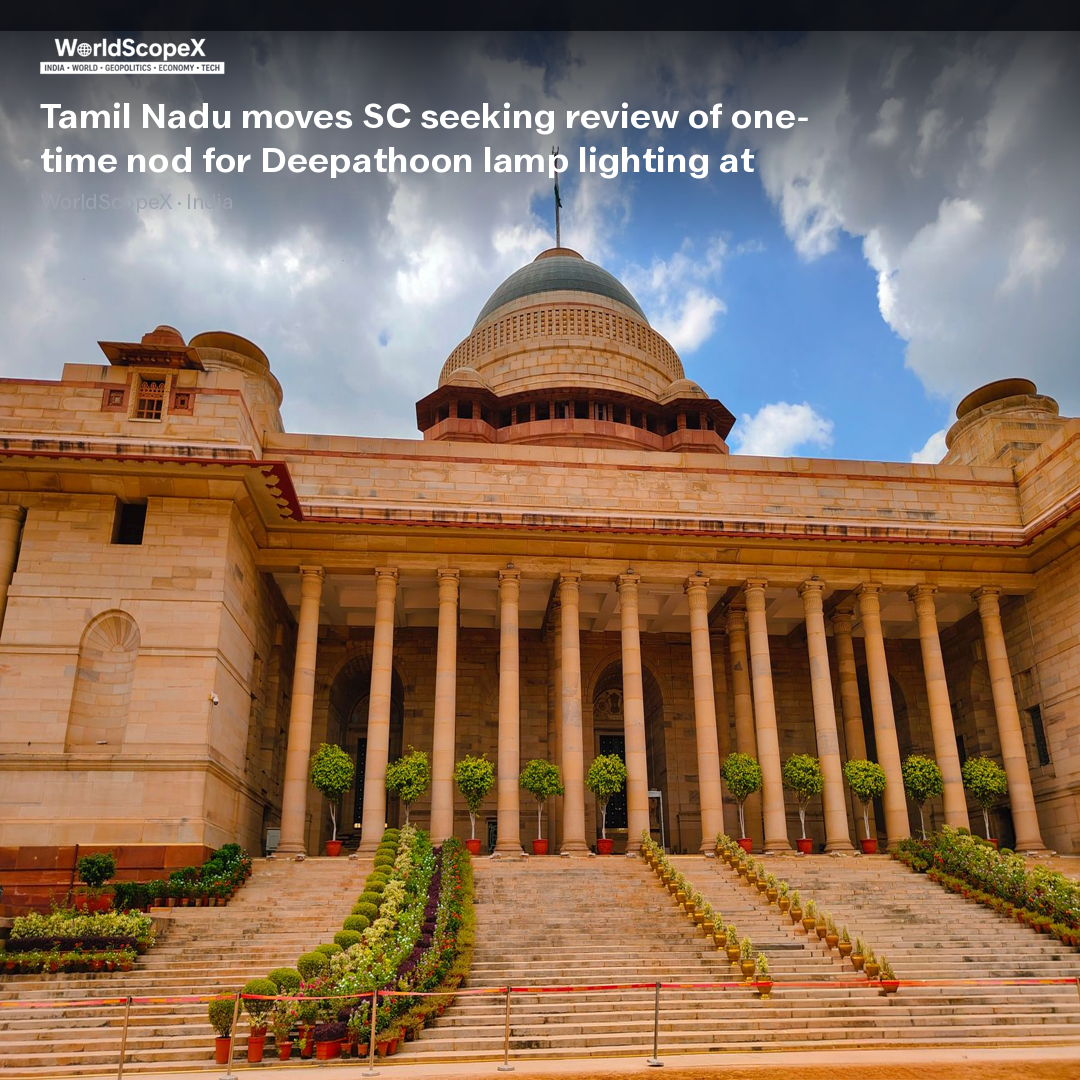 WorldScopeX
INDIA • WORLD • GEOPOLITICS • ECONOMY • TECH
Tamil Nadu moves SC seeking review of one-
time nod for Deepathoon lamp lighting at
WorldScopeX · India